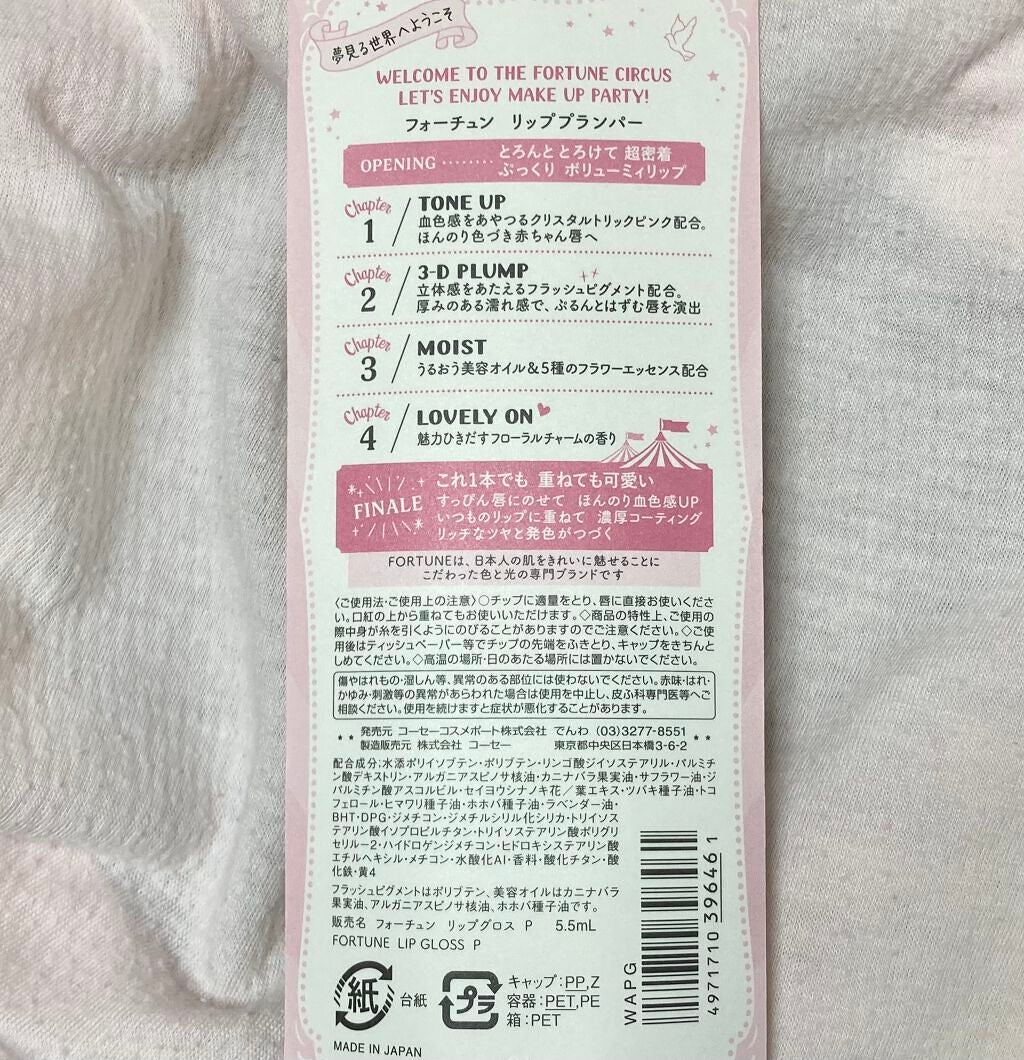 夢見る世界へようこそ
WELCOME TO THE FORTUNE CIRCUS
LET'S ENJOY MAKE UP PARTY!
フォーチュン リッププランパー
OPENING ········ とろんととろけて 超密着
ぷっくり ボリューミィリップ
Chapter 1 / TONE UP
血色感をあやつるクリスタルトリックピンク配合。
ほんのり色づき赤ちゃん唇へ
Chapter 2 / 3-D PLUMP
立体感をあたえるフラッシュピグメント配合。
厚みのある濡れ感で、ぷるんとはずむ唇を演出
Chapter 3 / MOIST
うるおう美容オイル&5種のフラワーエッセンス配合
Chapter 4 / LOVELY ON
魅力ひきだすフローラルチャームの香り
FINALE
これ1本でも 重ねても可愛い
すっぴん唇にのせて ほんのり血色感UP
いつものリップに重ねて 濃厚コーティング
リッチなツヤと発色がつづく
FORTUNEは、日本人の肌をきれいに魅せることに
こだわった色と光の専門ブランドです
〈ご使用法・ご使用上の注意〉○チップに適量をとり、唇に直接お使いくださ
い。口紅の上から重ねてもお使いいただけます。◇商品の特性上、ご使用の
際中身が糸を引くようにのびることがありますのでご注意ください。◇ご使
用後はティッシュペーパー等でチップの先端をふきとり、キャップをきちんと
しめてください。◇高温の場所・日のあたる場所には置かないでください。
傷やはれもの・湿しん等、異常のある部位には使わないでください。赤味・はれ・
かゆみ・刺激等の異常があらわれた場合は使用を中止し、皮ふ科専門医等へご
相談ください。使用を続けますと症状が悪化することがあります。
発売元 コーセーコスメポート株式会社 でんわ (03)3277-8551
製造販売元 株式会社 コーセー 東京都中央区日本橋3-6-2
配合成分;水添ポリイソブテン・ポリブテン・リンゴ酸ジイソステアリル・パルミチ
ン酸デキストリン・アルガニアスピノサ核油・カニナバラ果実油・サフラワー油・ジ
パルミチン酸アスコルビル・セイヨウシナノキ花/葉エキス・ツバキ種子油・トコ
フェロール・ヒマワリ種子油・ホホバ種子油・ラベンダー油・
BHT・DPG・ジメチコン・ジメチルシリル化シリカ・トリイソス
テアリン酸イソプロピルチタン・トリイソステアリン酸ポリグリ
セリル-2・ハイドロゲンジメチコン・ヒドロキシステアリン酸
エチルヘキシル・メチコン・水酸化Al・香料・酸化チタン・酸
化鉄・黄4
フラッシュピグメントはポリブテン、美容オイルはカニナバラ
果実油、アルガニアスピノサ核油、ホホバ種子油です。
販売名 フォーチュン リップグロス P 5.5mL
FORTUNE LIP GLOSS P
紙 台紙
プラ
キャップ:PP,Z
容器:PET,PE
箱:PET
WAPG
4971710396461
MADE IN JAPAN